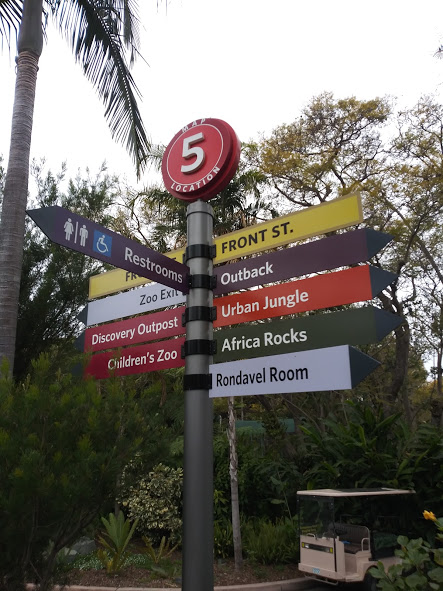 MAP
5
LOCATION
FRONT ST.
Restrooms
Outback
Zoo Exit
Urban Jungle
Discovery Outpost
Africa Rocks
Children's Zoo
Rondavel Room